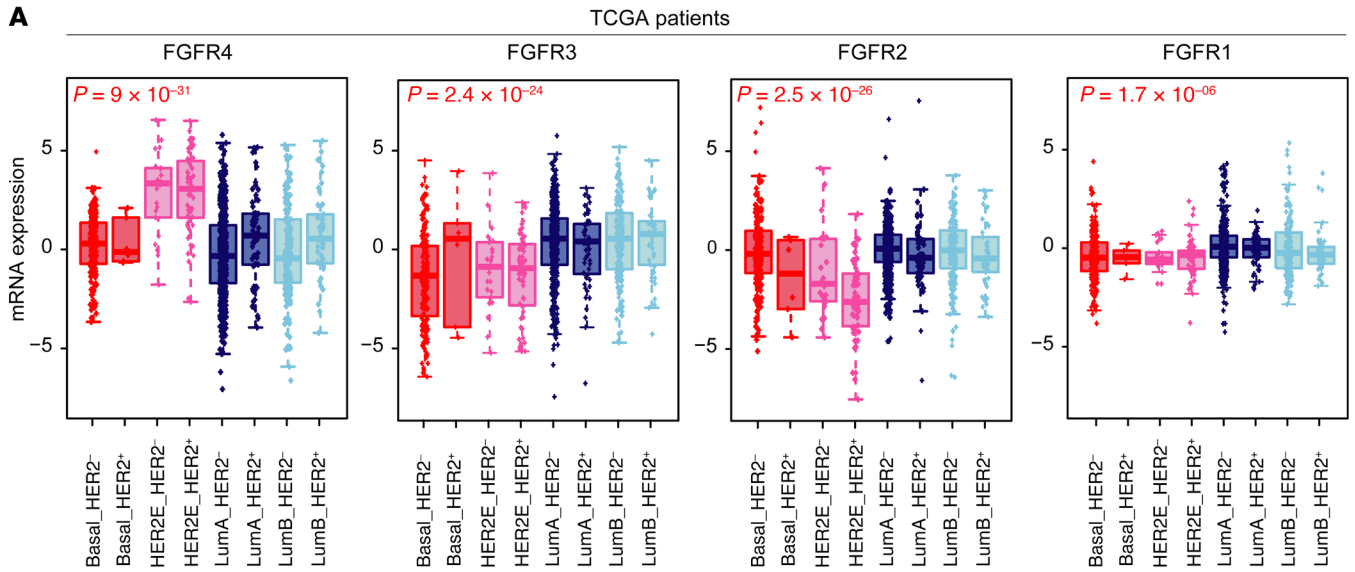 A
TCGA patients
FGFR4 FGFR3 FGFR2 FGFR1
P = 9 × 10⁻³¹ P = 2.4 × 10⁻²⁴ P = 2.5 × 10⁻²⁶ P = 1.7 × 10⁻⁰⁶
mRNA expression
5 5 5 5
0 0 0 0
−5 −5 −5 −5
Basal_HER2⁻
Basal_HER2⁺
HER2E_HER2⁻
HER2E_HER2⁺
LumA_HER2⁻
LumA_HER2⁺
LumB_HER2⁻
LumB_HER2⁺
Basal_HER2⁻
Basal_HER2⁺
HER2E_HER2⁻
HER2E_HER2⁺
LumA_HER2⁻
LumA_HER2⁺
LumB_HER2⁻
LumB_HER2⁺
Basal_HER2⁻
Basal_HER2⁺
HER2E_HER2⁻
HER2E_HER2⁺
LumA_HER2⁻
LumA_HER2⁺
LumB_HER2⁻
LumB_HER2⁺
Basal_HER2⁻
Basal_HER2⁺
HER2E_HER2⁻
HER2E_HER2⁺
LumA_HER2⁻
LumA_HER2⁺
LumB_HER2⁻
LumB_HER2⁺